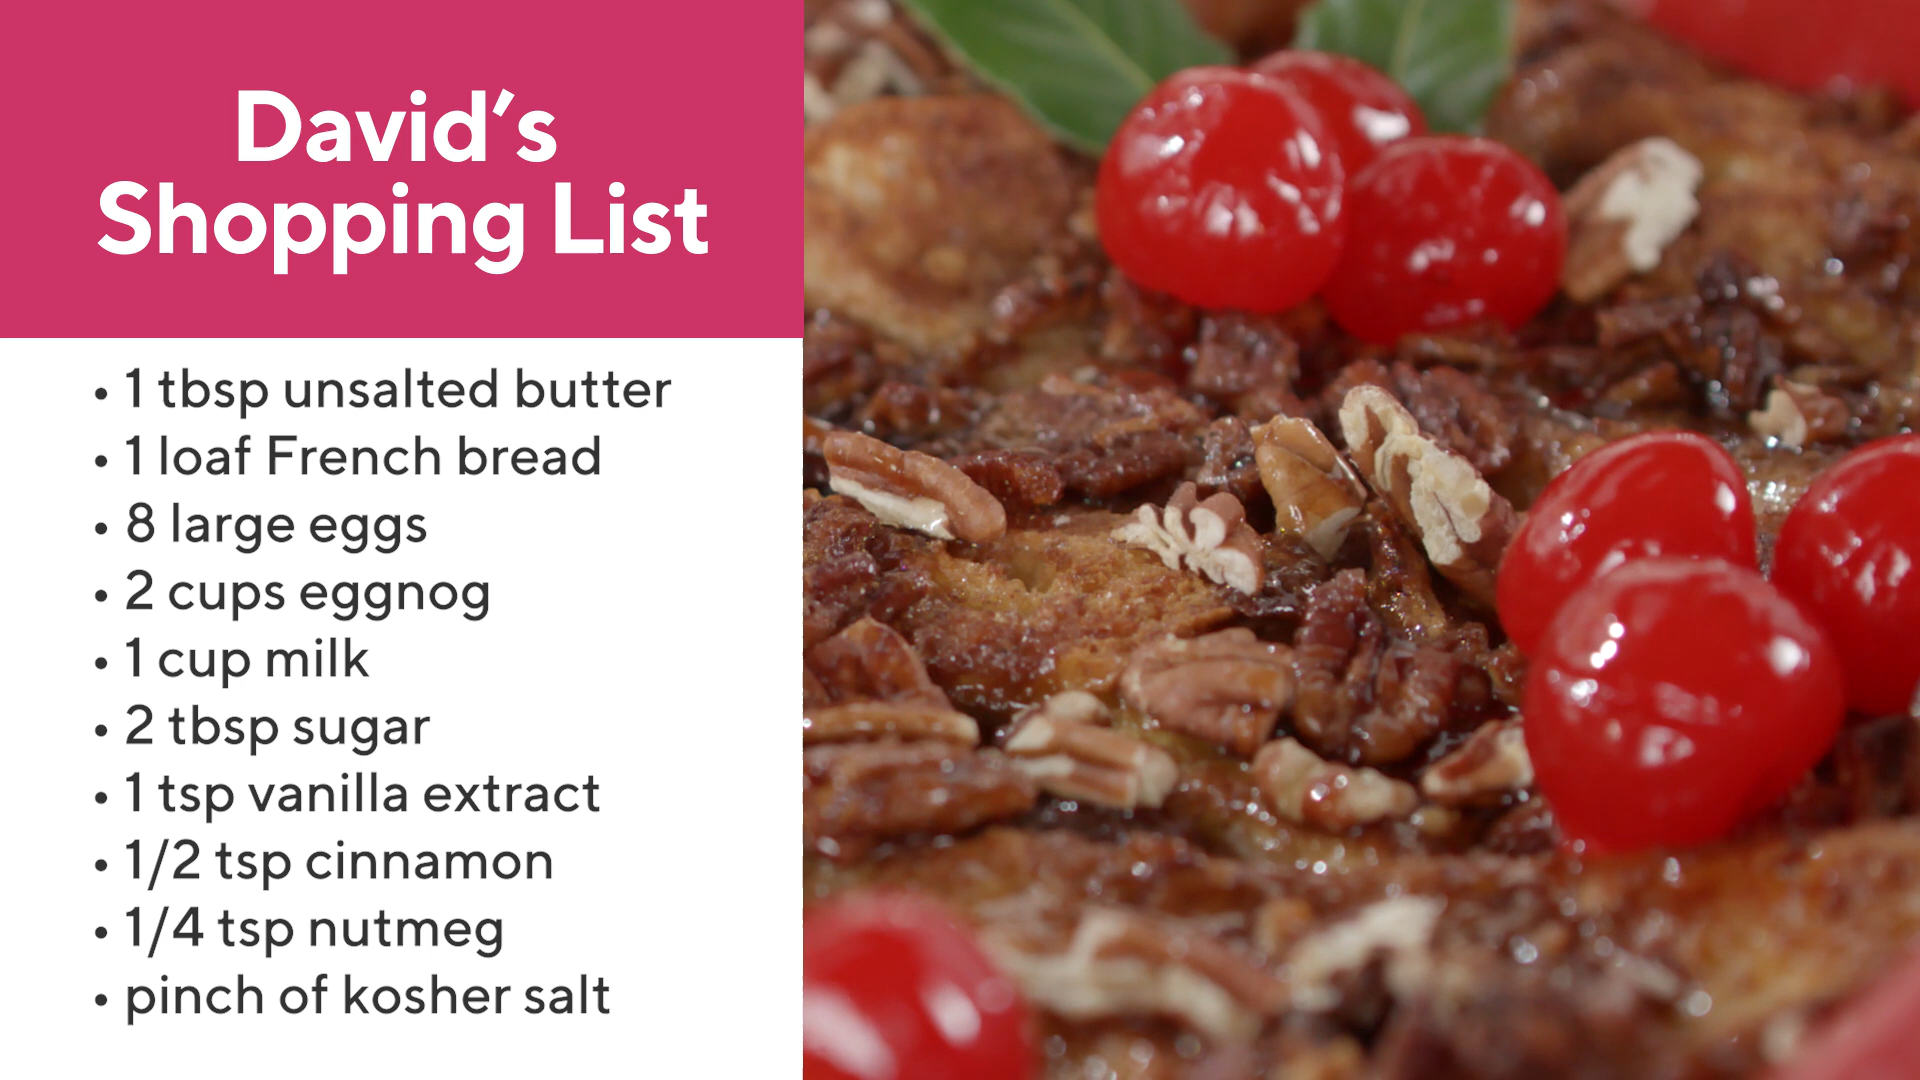 David’s
Shopping List
• 1 tbsp unsalted butter
• 1 loaf French bread
• 8 large eggs
• 2 cups eggnog
• 1 cup milk
• 2 tbsp sugar
• 1 tsp vanilla extract
• 1/2 tsp cinnamon
• 1/4 tsp nutmeg
• pinch of kosher salt